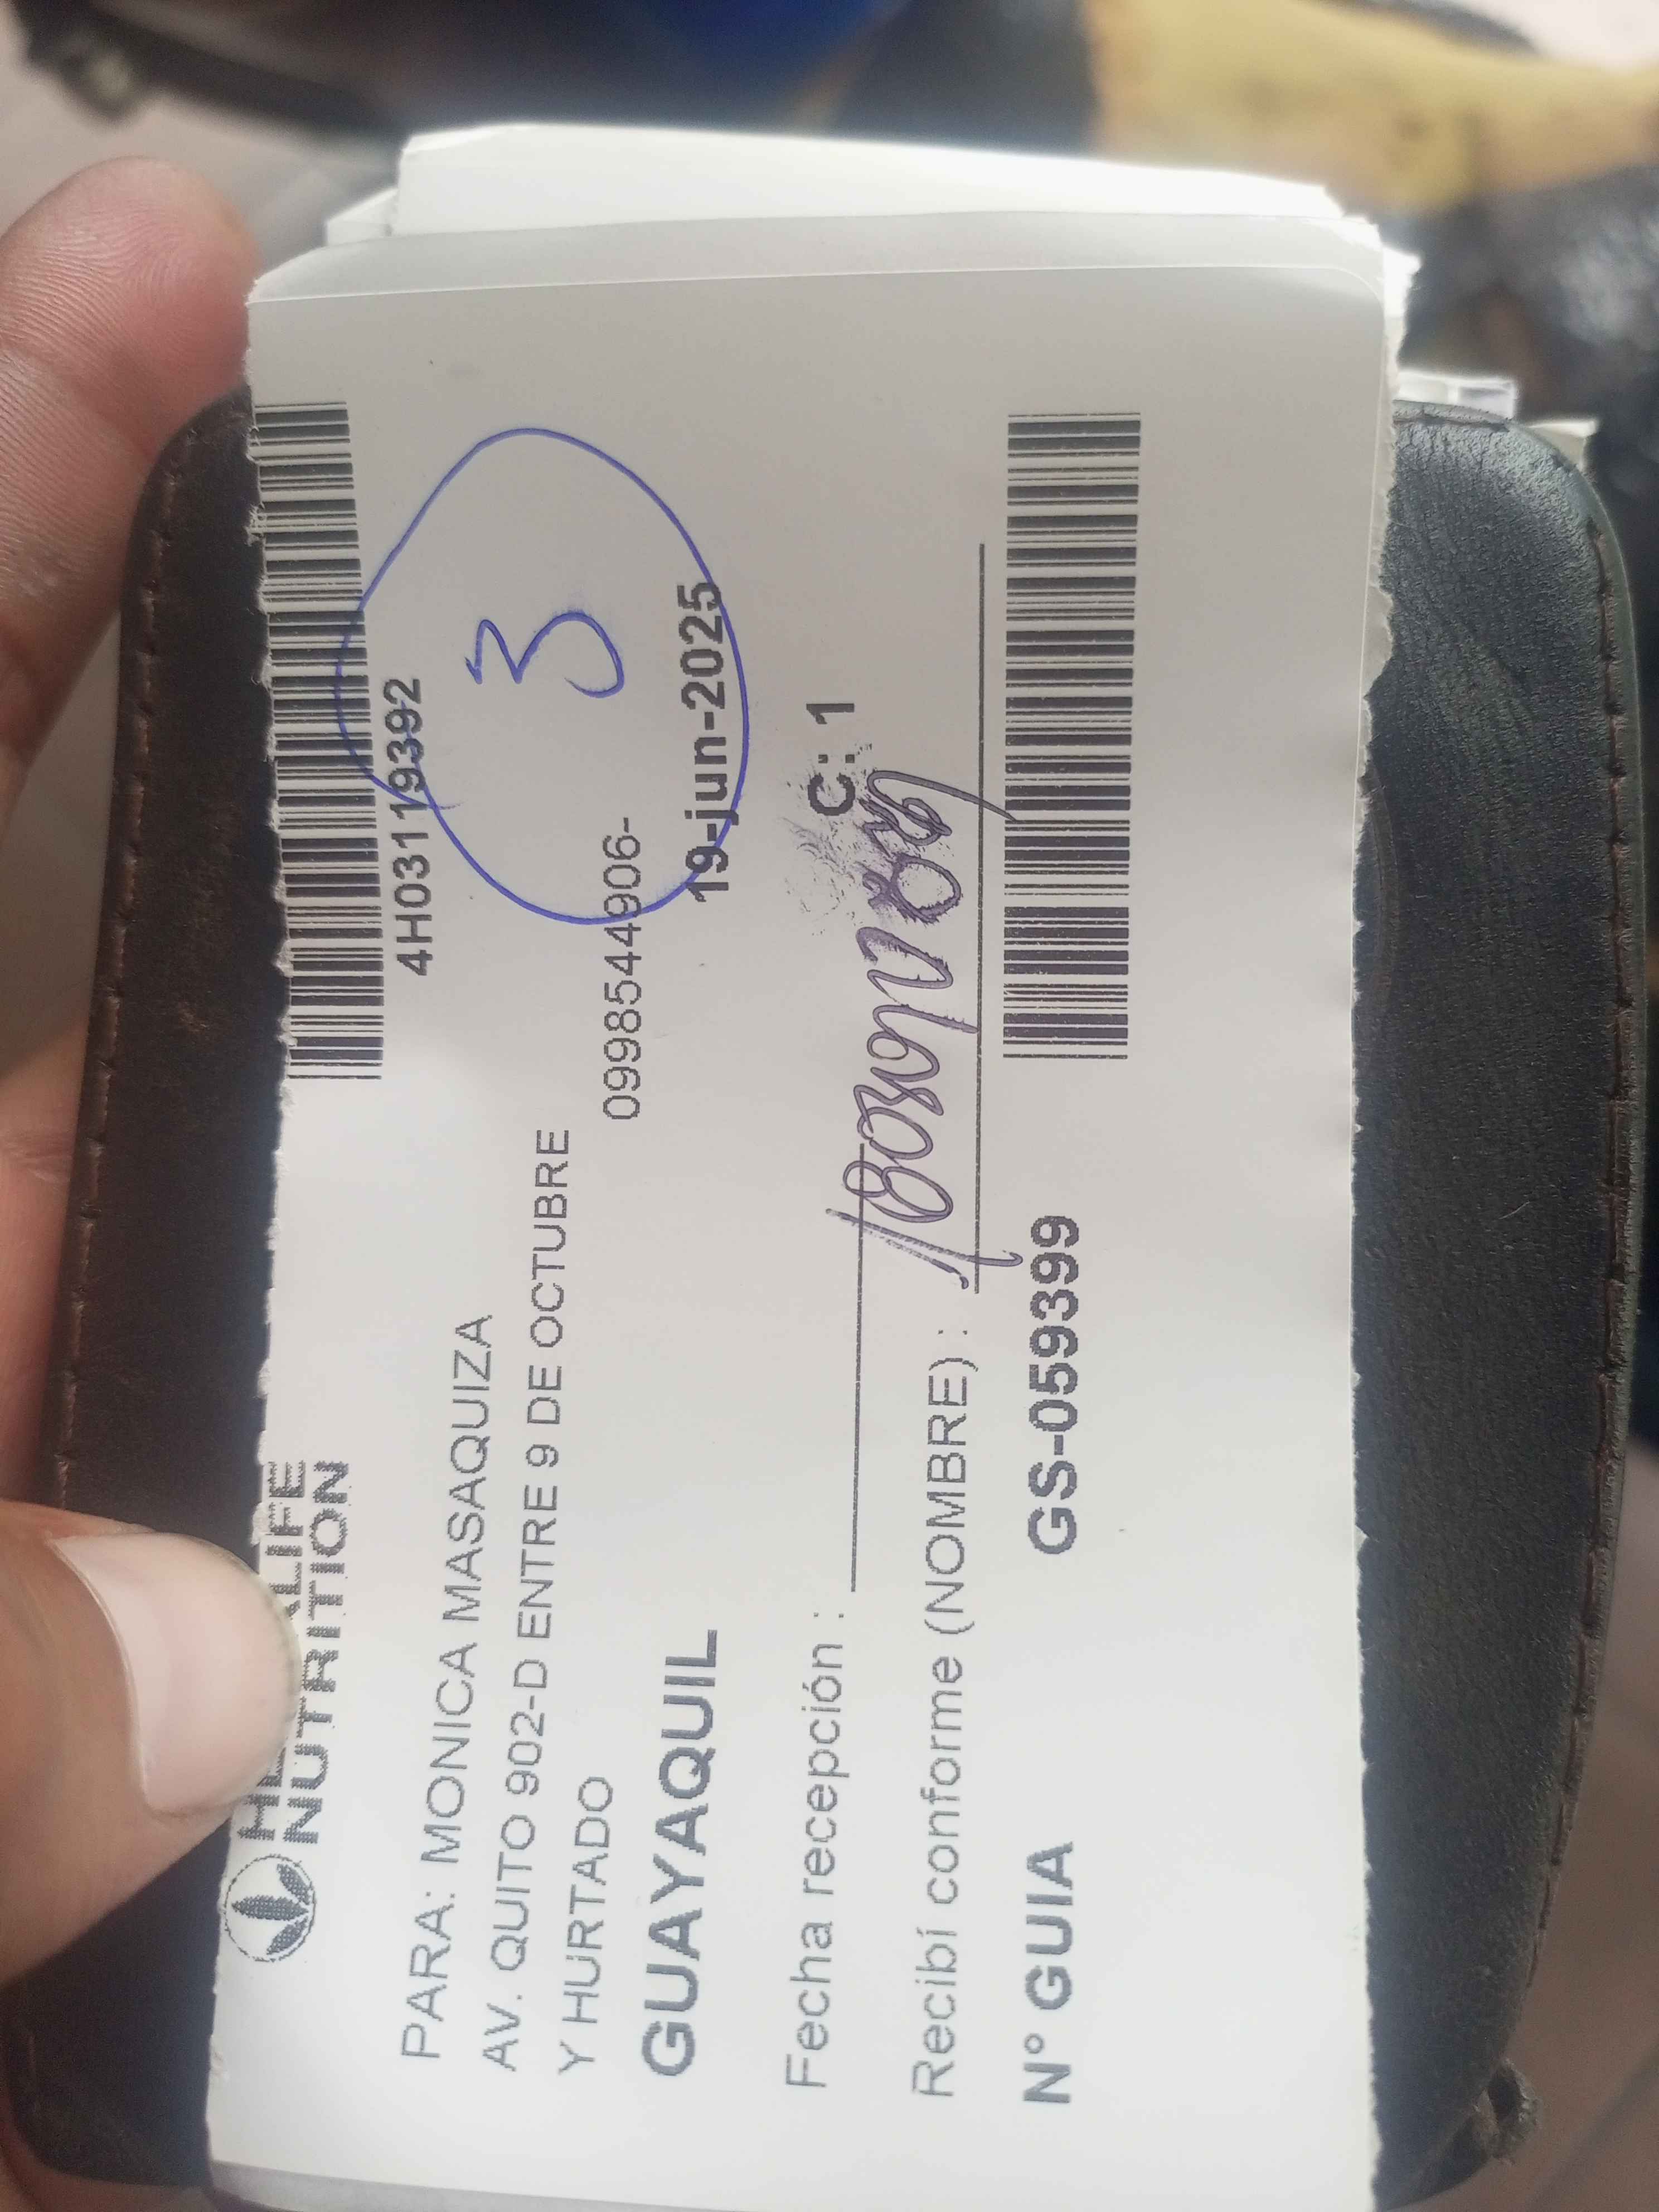 HERBALIFE
NUTRITION
4H03119392
PARA: MONICA MASAQUIZA
AV. QUITO 902-D ENTRE 9 DE OCTUBRE
Y HURTADO
3
0998544906-
GUAYAQUIL
19-jun-2025
Fecha recepción :
C: 1
Recibí conforme (NOMBRE) :
N° GUIA GS-059399